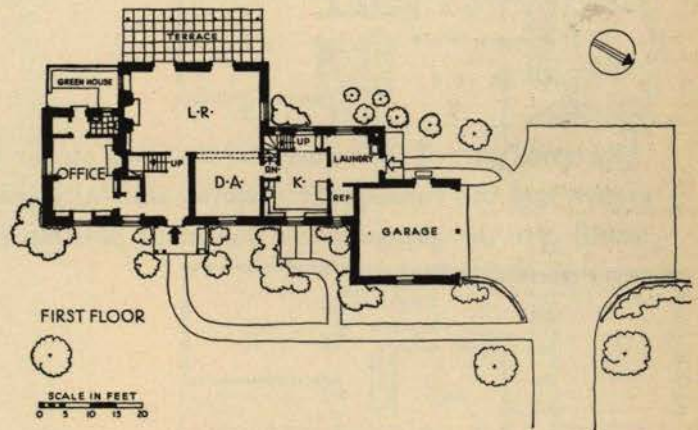 TERRACE
GREEN HOUSE
L·R·
UP
UP
LAUNDRY
OFFICE
DN·
D·A·
K·
REF·
GARAGE
FIRST FLOOR
SCALE IN FEET
0 5 10 15 20